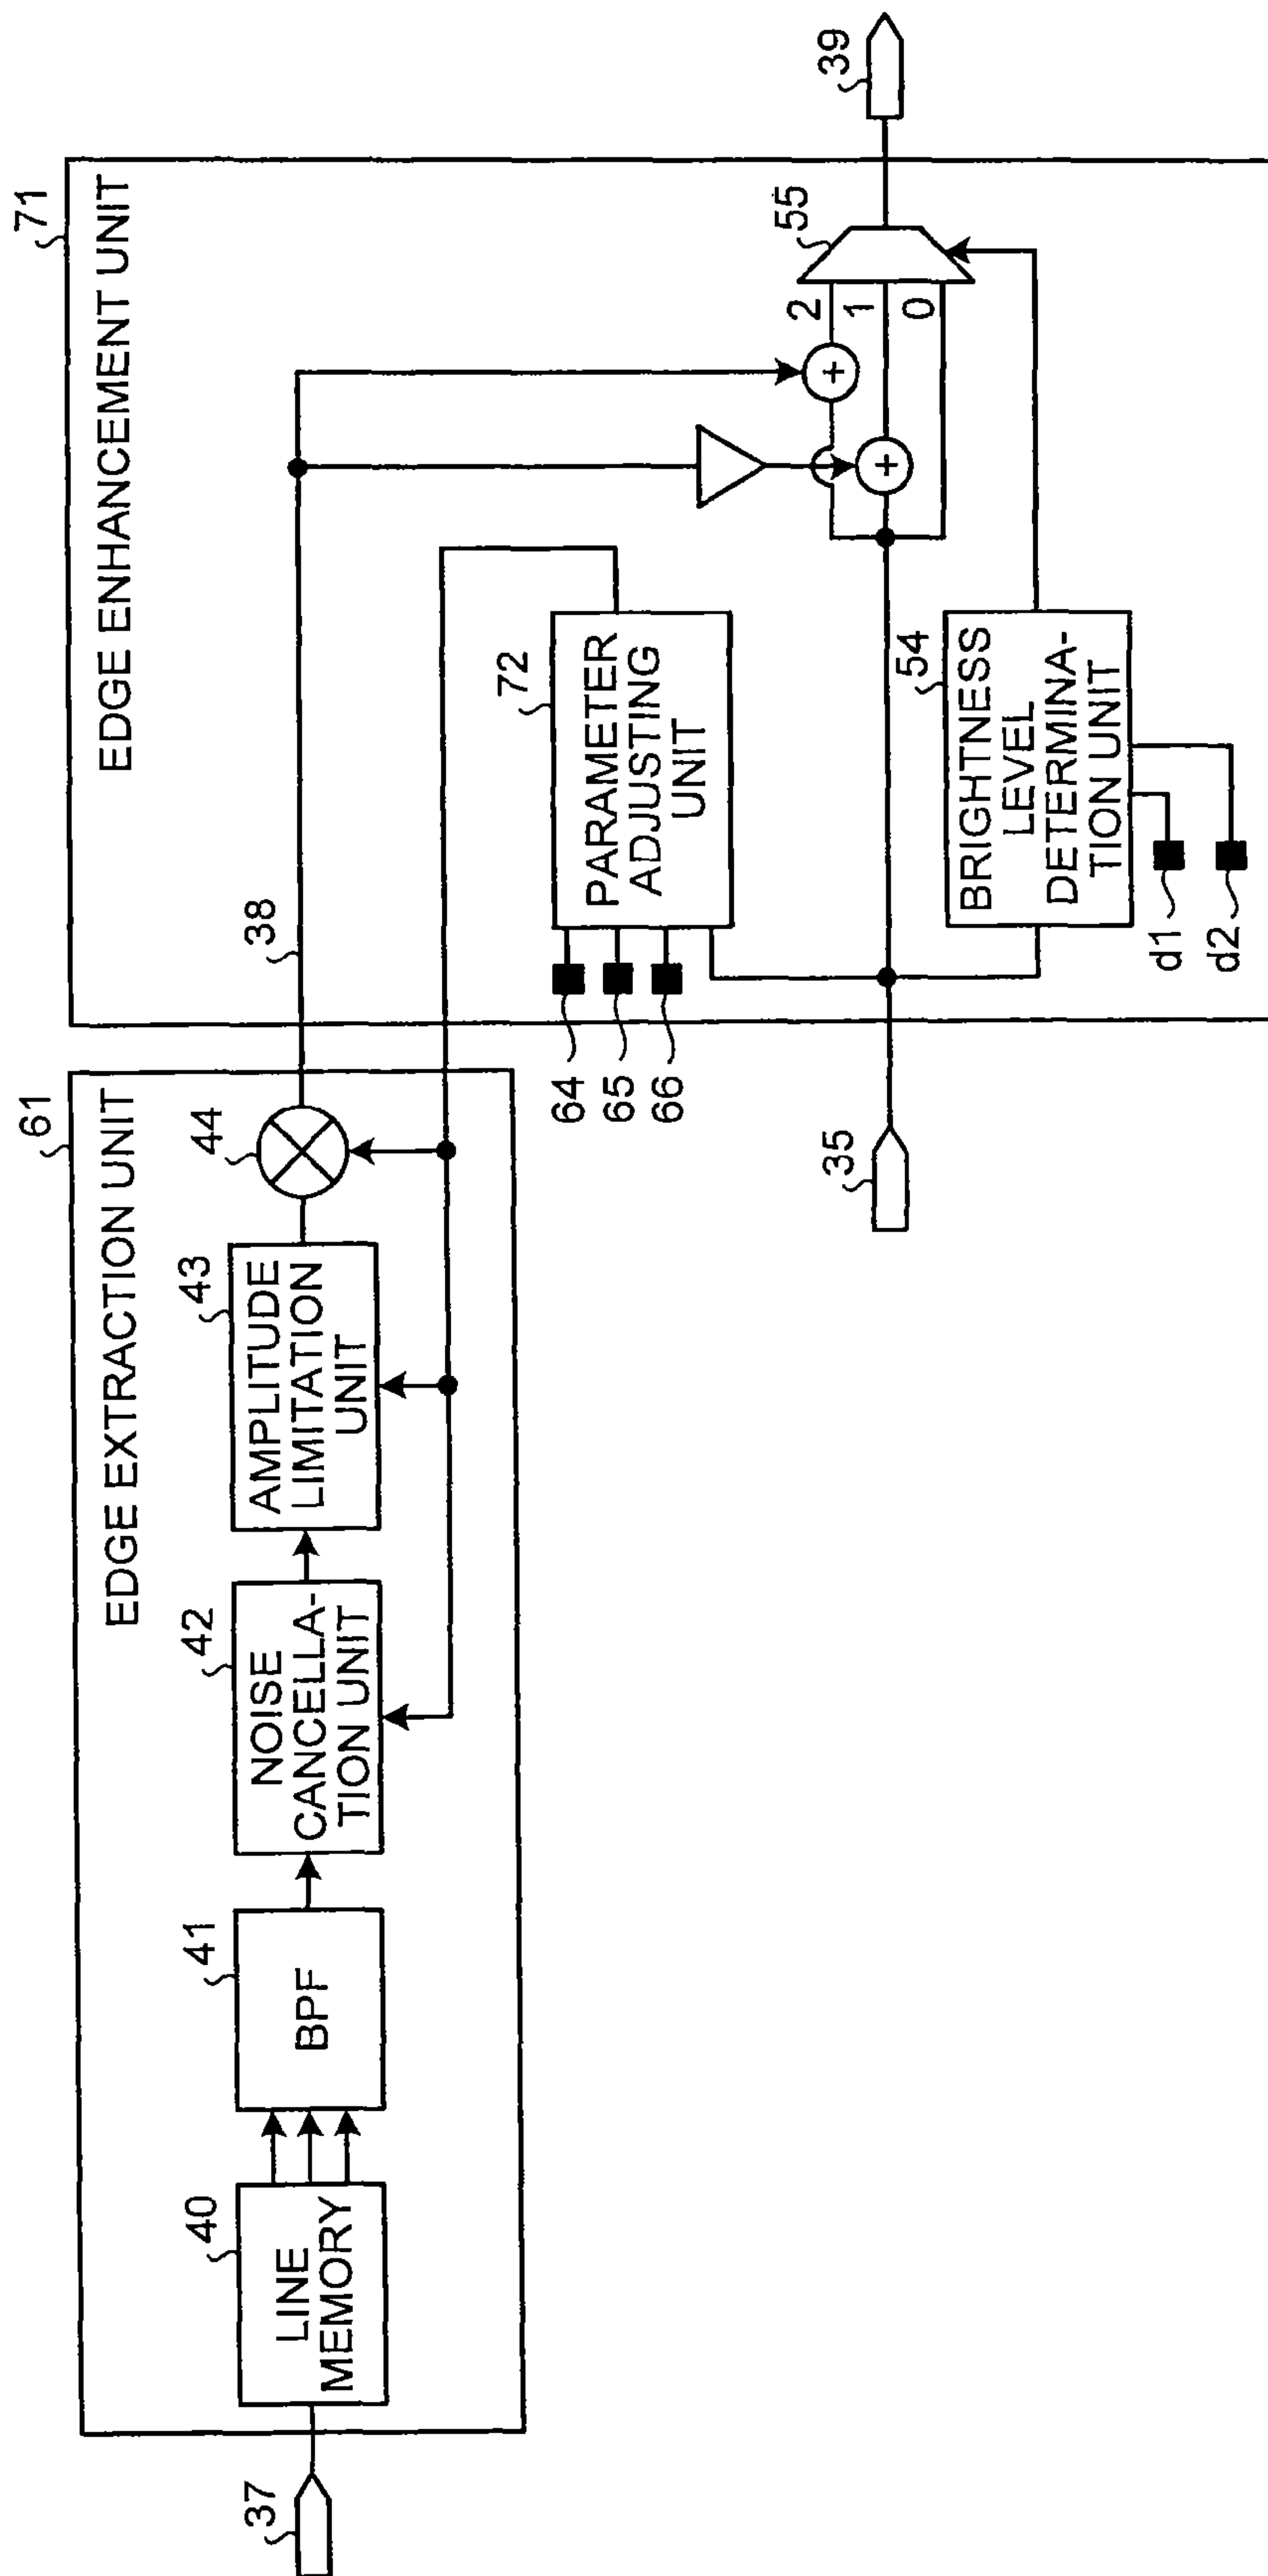 37
61
EDGE EXTRACTION UNIT
40
LINE
MEMORY
41
BPF
42
NOISE
CANCELLA-
TION UNIT
43
AMPLITUDE
LIMITATION
UNIT
44
38
71
EDGE ENHANCEMENT UNIT
64
65
66
72
PARAMETER
ADJUSTING
UNIT
35
54
BRIGHTNESS
LEVEL
DETERMINA-
TION UNIT
d1
d2
+
+
2
1
0
55
39